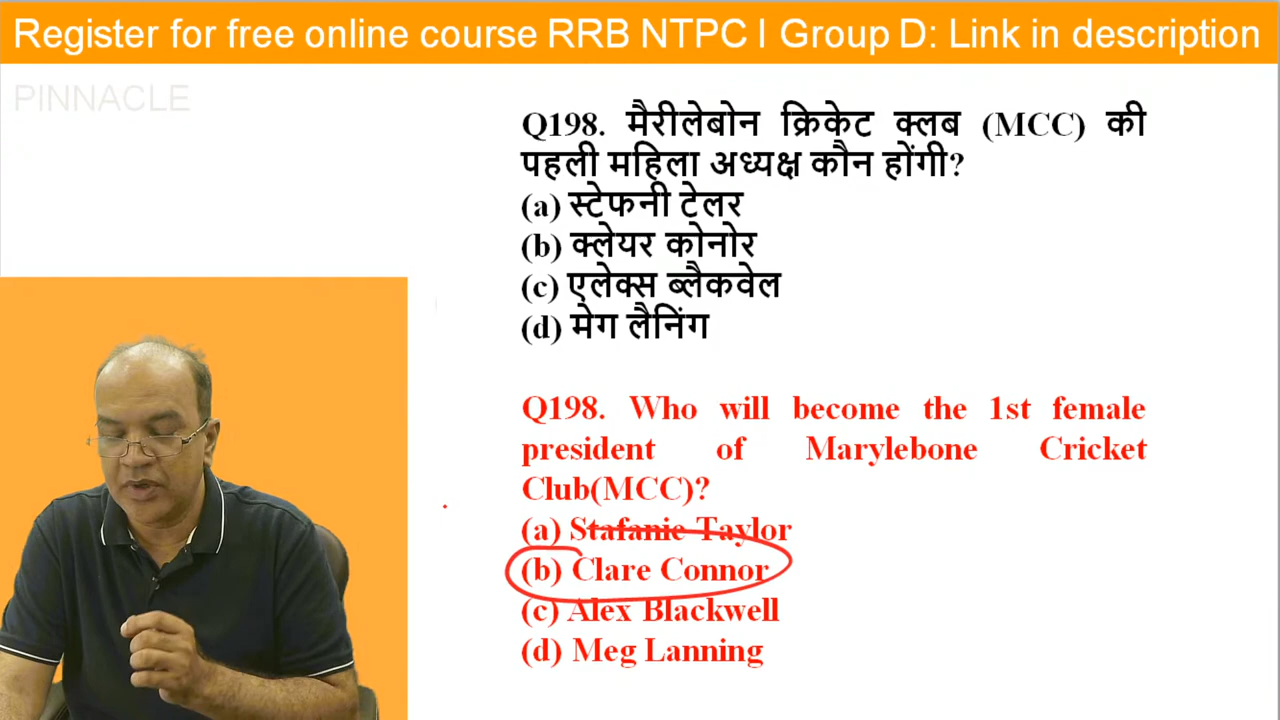 Register for free online course RRB NTPC I Group D: Link in description
PINNACLE
Q198. मैरीलेबोन क्रिकेट क्लब (MCC) की
पहली महिला अध्यक्ष कौन होंगी?
(a) स्टेफनी टेलर
(b) क्लेयर कोनोर
(c) एलेक्स ब्लैकवेल
(d) मेग लैनिंग
Q198. Who will become the 1st female
president of Marylebone Cricket
Club(MCC)?
(a) Stafanie Taylor
(b) Clare Connor
(c) Alex Blackwell
(d) Meg Lanning